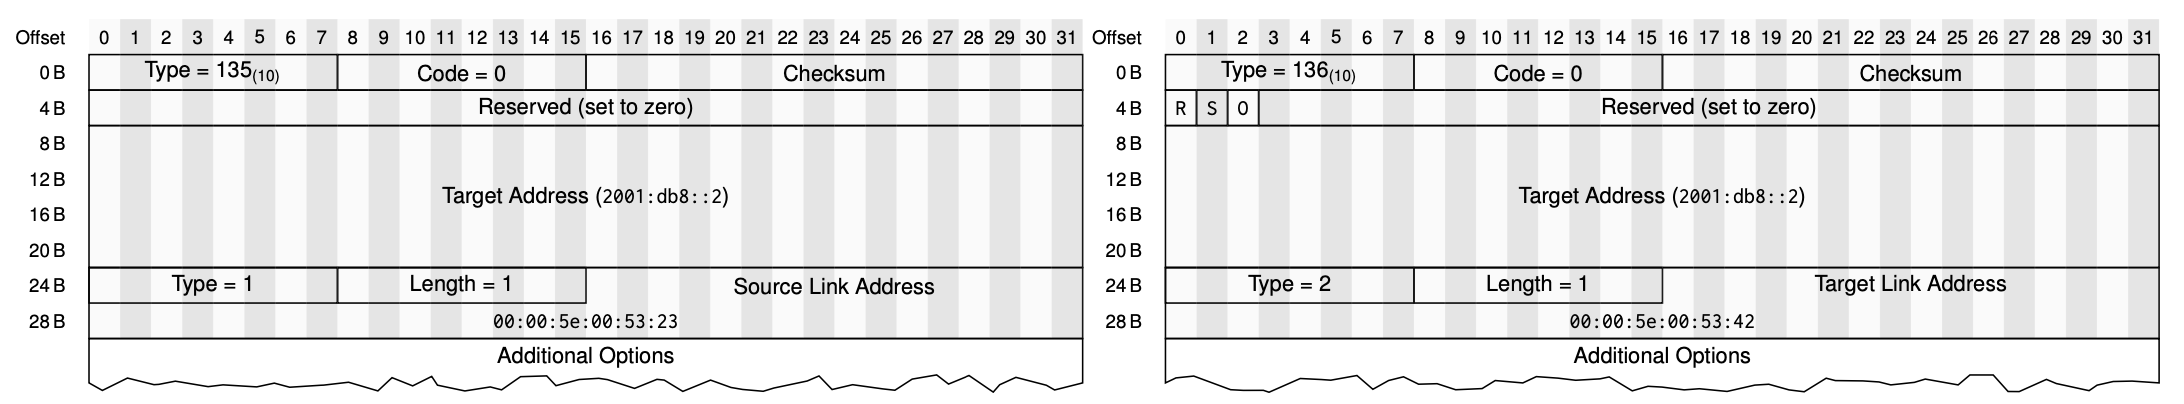 Offset 0 1 2 3 4 5 6 7 8 9 10 11 12 13 14 15 16 17 18 19 20 21 22 23 24 25 26 27 28 29 30 31
0 B Type = 135(10) Code = 0 Checksum
4 B Reserved (set to zero)
8 B
12 B
Target Address (2001:db8::2)
16 B
20 B
24 B Type = 1 Length = 1 Source Link Address
28 B 00:00:5e:00:53:23
Additional Options
Offset 0 1 2 3 4 5 6 7 8 9 10 11 12 13 14 15 16 17 18 19 20 21 22 23 24 25 26 27 28 29 30 31
0 B Type = 136(10) Code = 0 Checksum
4 B R S O Reserved (set to zero)
8 B
12 B
Target Address (2001:db8::2)
16 B
20 B
24 B Type = 2 Length = 1 Target Link Address
28 B 00:00:5e:00:53:42
Additional Options